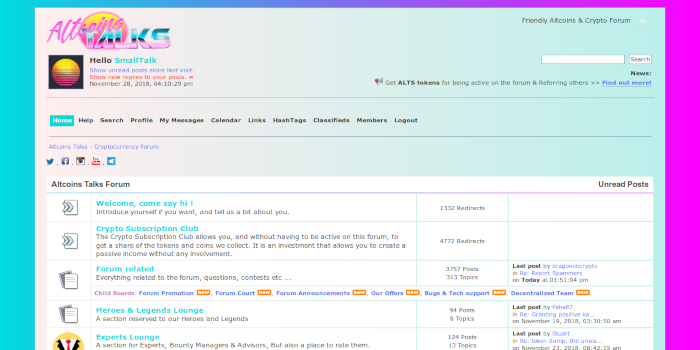 Altcoins TALKS
Friendly Altcoins & Crypto Forum
Hello SmallTalk
Show unread posts since last visit.
Show new replies to your posts.
November 28, 2018, 04:10:29 pm
Search
News:
Get ALTS tokens for being active on the forum & Referring others >> Find out more!
Home Help Search Profile My Messages Calendar Links HashTags Classifieds Members Logout
Altcoins Talks - Cryptocurrency Forum
Altcoins Talks Forum Unread Posts
Welcome, come say hi !
Introduce yourself if you want, and tell us a bit about you.
1332 Redirects
Crypto Subscription Club
The Crypto Subscription Club allows you, and without having to be active on this forum, to
get a share of the tokens and coins we collect. It is an investment that allows you to create a
passive income without any involvement.
4772 Redirects
Forum related
Everything related to the forum, questions, contests etc ...
3757 Posts
313 Topics
Last post by dragononcrypto
in Re: Report Spammers
on Today at 03:51:04 pm
Child Boards: Forum Promotion new, Forum Court new, Forum Announcements new, Our Offers new, Bugs & Tech support new, Decentralized Team new
Heroes & Legends Lounge
A section reserved to our Heroes and Legends
94 Posts
8 Topics
Last post by Faha67
in Re: Granting positive ka...
on November 19, 2018, 03:30:50 am
Experts Lounge
A section for Experts, Bounty Managers & Advisors, But also a place to rate them.
124 Posts
13 Topics
Last post by Stuart
in Re: token dump, the unwa...
on November 23, 2018, 08:42:15 pm